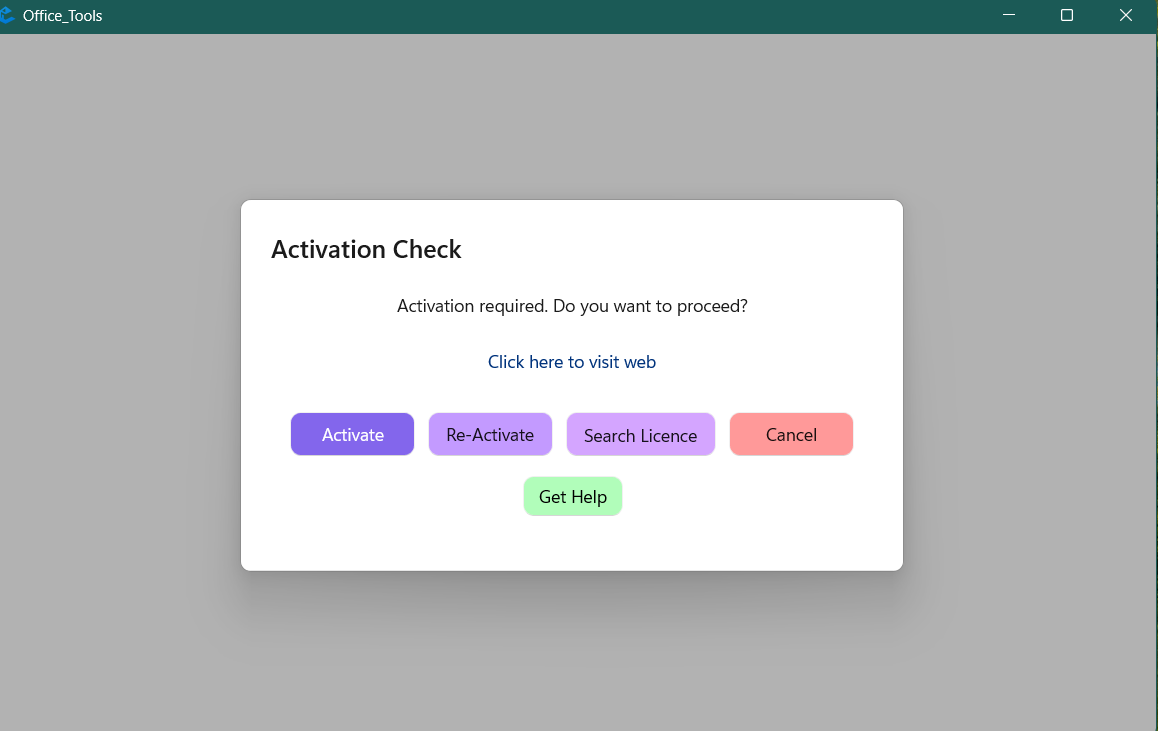 Office_Tools
Activation Check
Activation required. Do you want to proceed?
Click here to visit web
Activate Re-Activate Search Licence Cancel
Get Help